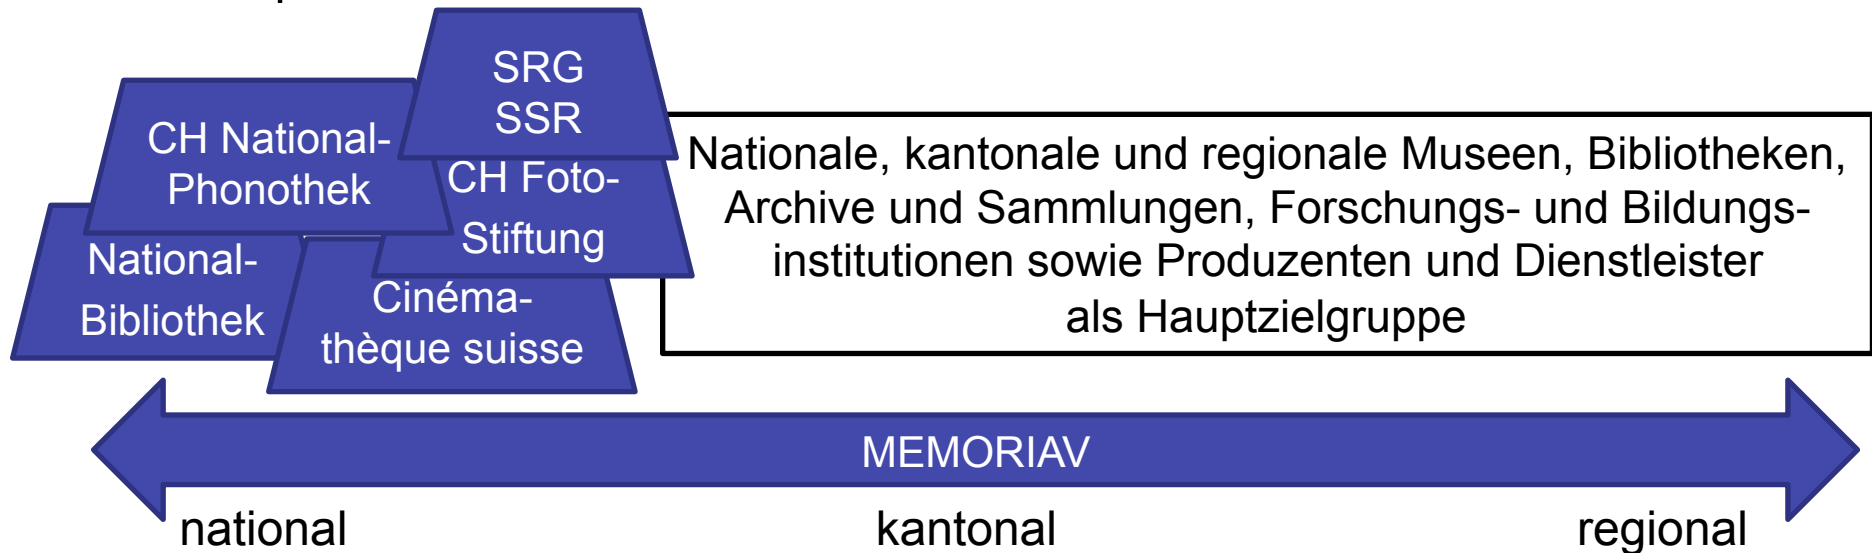 SRG
SSR
CH National-
Phonothek
CH Foto-
Stiftung
National-
Bibliothek
Cinéma-
thèque suisse
Nationale, kantonale und regionale Museen, Bibliotheken,
Archive und Sammlungen, Forschungs- und Bildungs-
institutionen sowie Produzenten und Dienstleister
als Hauptzielgruppe
MEMORIAV
national
kantonal
regional